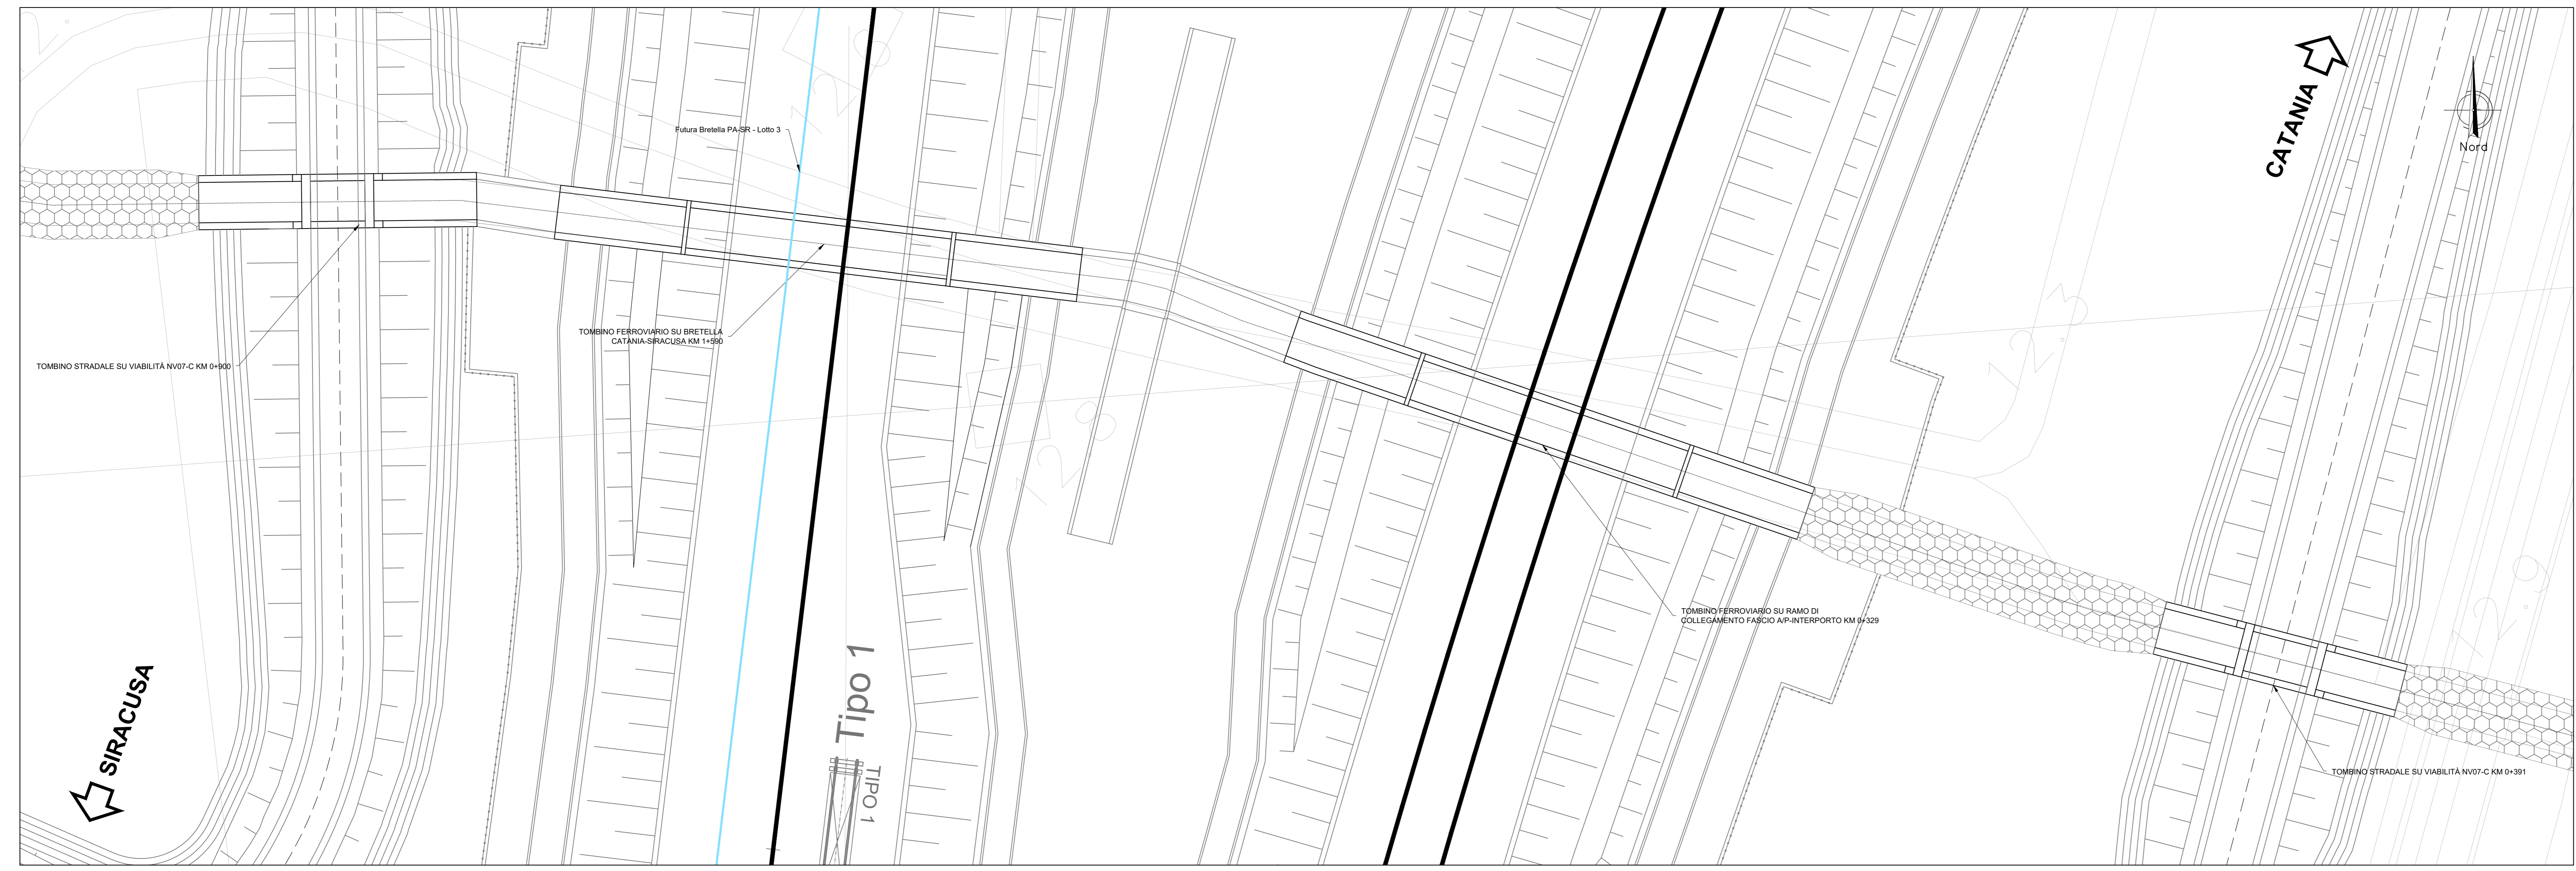 CATANIA
Nord
Futura Bretella PA-SR - Lotto 3
TOMBINO FERROVIARIO SU BRETELLA
CATANIA-SIRACUSA KM 1+590
TOMBINO STRADALE SU VIABILITÀ NV07-C KM 0+900
TOMBINO FERROVIARIO SU RAMO DI
COLLEGAMENTO FASCIO A/P-INTERPORTO KM 0+329
SIRACUSA
Tipo 1
TIPO 1
TOMBINO STRADALE SU VIABILITÀ NV07-C KM 0+391